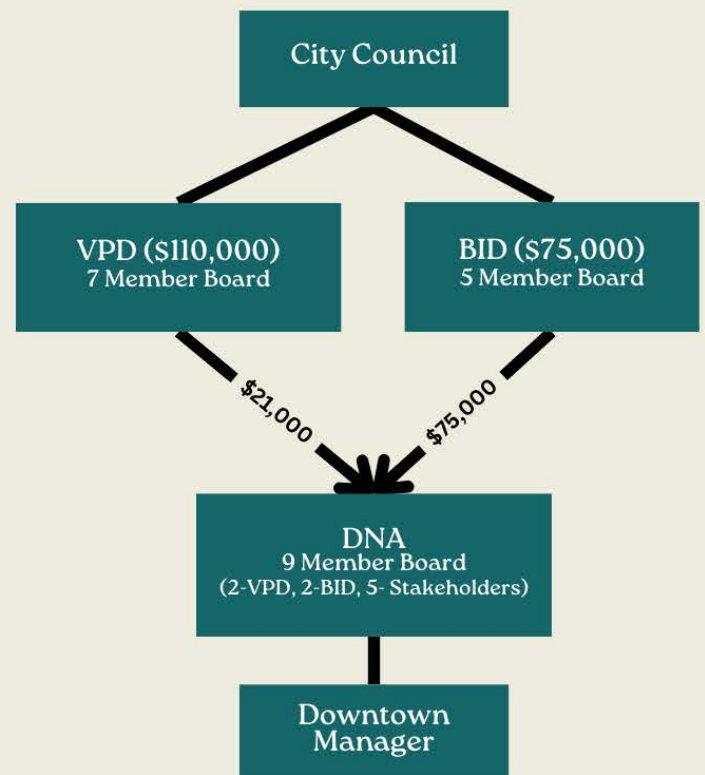 City Council
VPD ($110,000)
7 Member Board
BID ($75,000)
5 Member Board
$21,000
$75,000
DNA
9 Member Board
(2-VPD, 2-BID, 5- Stakeholders)
Downtown
Manager